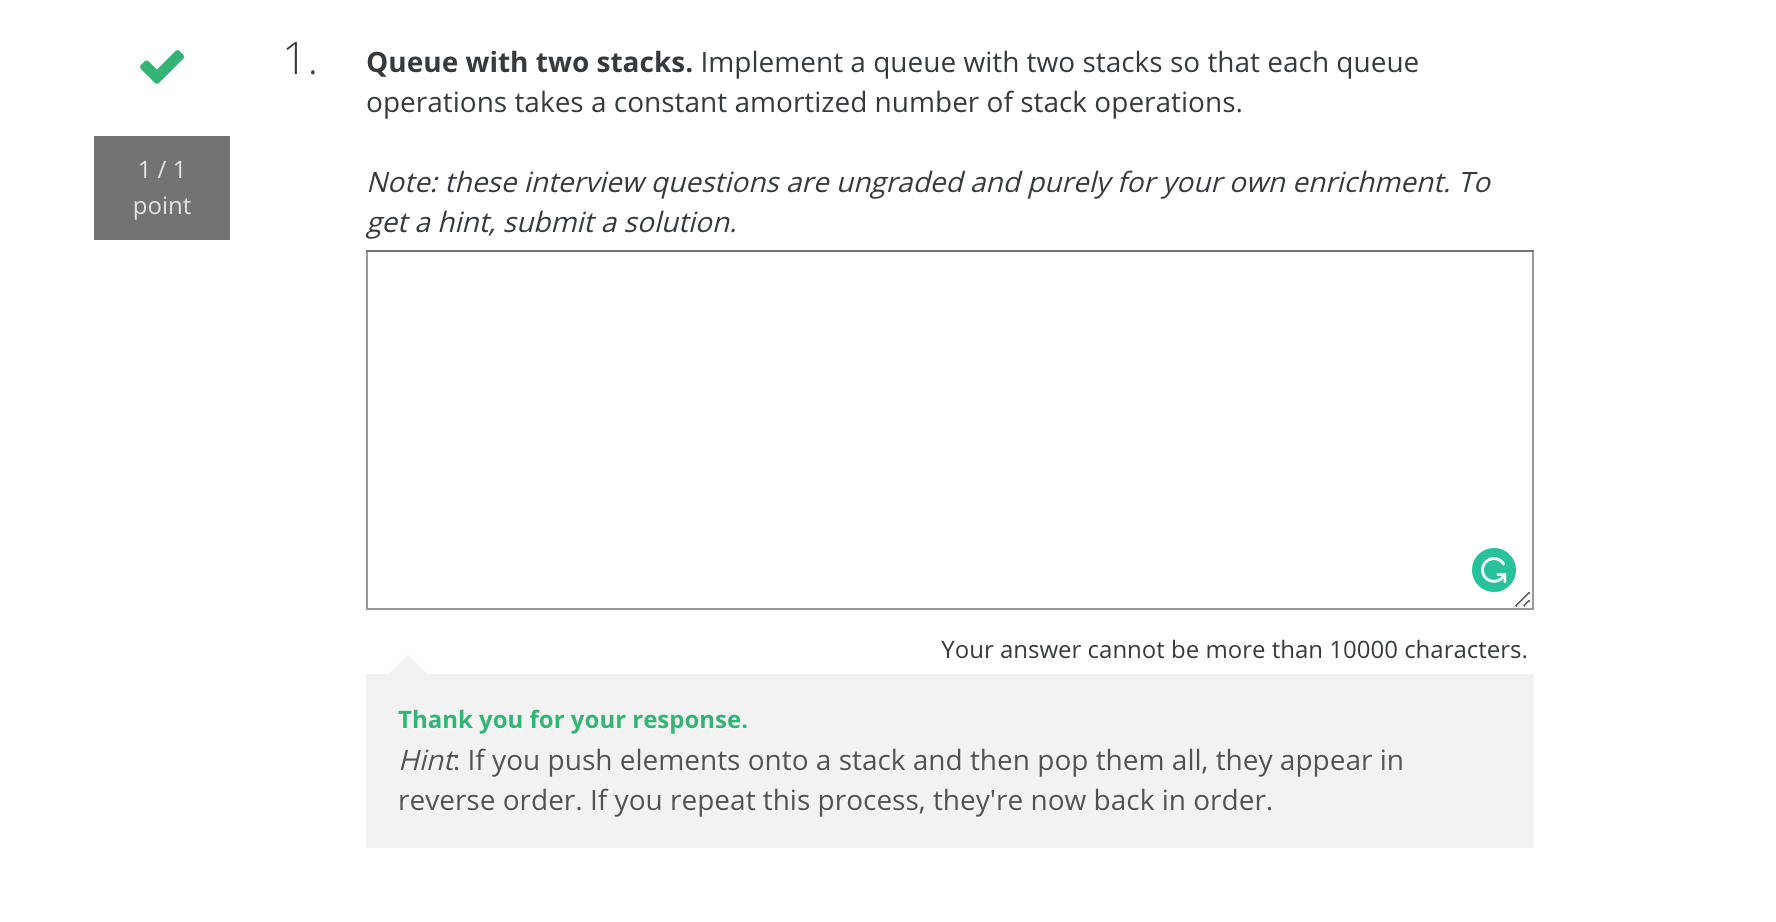 1.
Queue with two stacks. Implement a queue with two stacks so that each queue
operations takes a constant amortized number of stack operations.
1 / 1
point
Note: these interview questions are ungraded and purely for your own enrichment. To
get a hint, submit a solution.
Your answer cannot be more than 10000 characters.
Thank you for your response.
Hint: If you push elements onto a stack and then pop them all, they appear in
reverse order. If you repeat this process, they're now back in order.